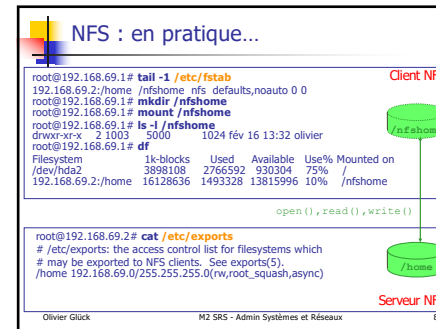 NFS : en pratique…
root@192.168.69.1# tail -1 /etc/fstab
Client NF
192.168.69.2:/home /nfshome nfs defaults,noauto 0 0
root@192.168.69.1# mkdir /nfshome
root@192.168.69.1# mount /nfshome
root@192.168.69.1# ls -l /nfshome
drwxr-xr-x 2 1003 5000 1024 fév 16 13:32 olivier
root@192.168.69.1# df
Filesystem 1k-blocks Used Available Use% Mounted on
/dev/hda2 3898108 2766592 930304 75% /
192.168.69.2:/home 16128636 1493328 13815996 10% /nfshome
/nfshom
open(),read(),write()
root@192.168.69.2# cat /etc/exports
# /etc/exports: the access control list for filesystems which
# may be exported to NFS clients. See exports(5).
/home 192.168.69.0/255.255.255.0(rw,root_squash,async)
/home
Serveur NF
Olivier Glück M2 SRS - Admin Systèmes et Réseaux 8